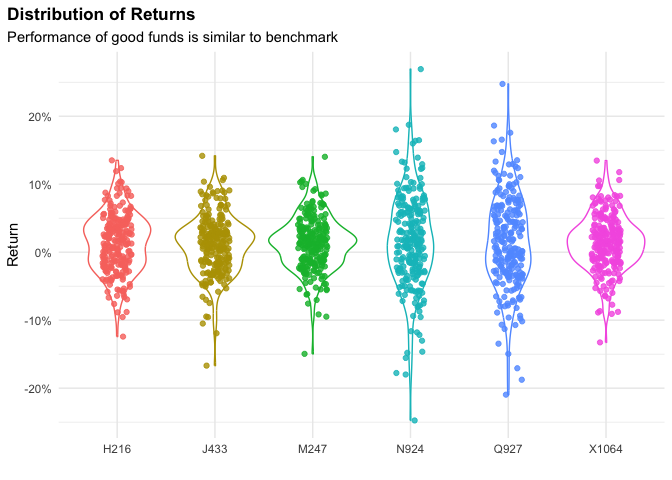 Distribution of Returns
Performance of good funds is similar to benchmark
Return
20%
10%
0%
-10%
-20%
H216 J433 M247 N924 Q927 X1064